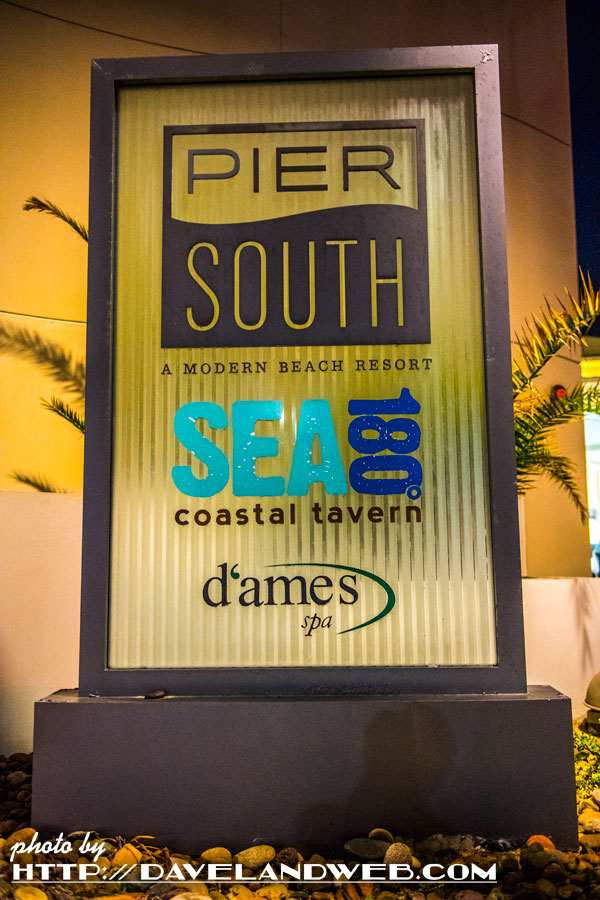 PIER
SOUTH
A MODERN BEACH RESORT
SEA 180°
coastal tavern
d'ames
spa
photo by
HTTP://DAVELANDWEB.COM